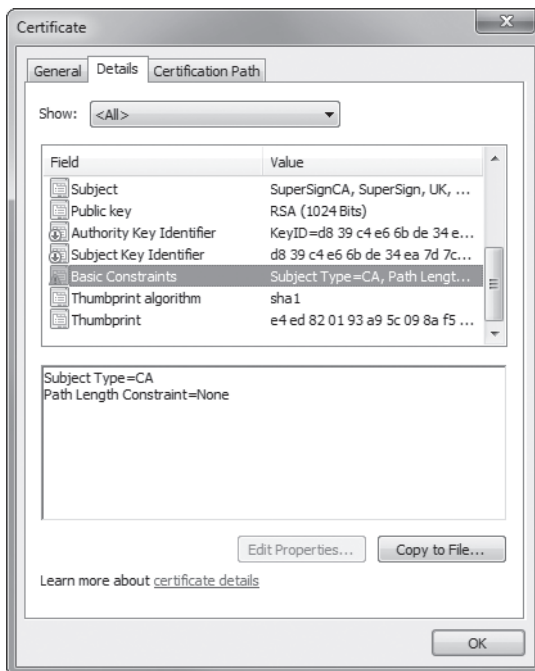 Certificate
General Details Certification Path
Show: <All>
Field Value
Subject SuperSignCA, SuperSign, UK, ...
Public key RSA (1024 Bits)
Authority Key Identifier KeyID=d8 39 c4 e6 6b de 34 e...
Subject Key Identifier d8 39 c4 e6 6b de 34 ea 7d 7c...
Basic Constraints Subject Type=CA, Path Lengt...
Thumbprint algorithm sha1
Thumbprint e4 ed 82 01 93 a9 5c 09 8a f5 ...
Subject Type=CA
Path Length Constraint=None
Edit Properties... Copy to File...
Learn more about certificate details
OK